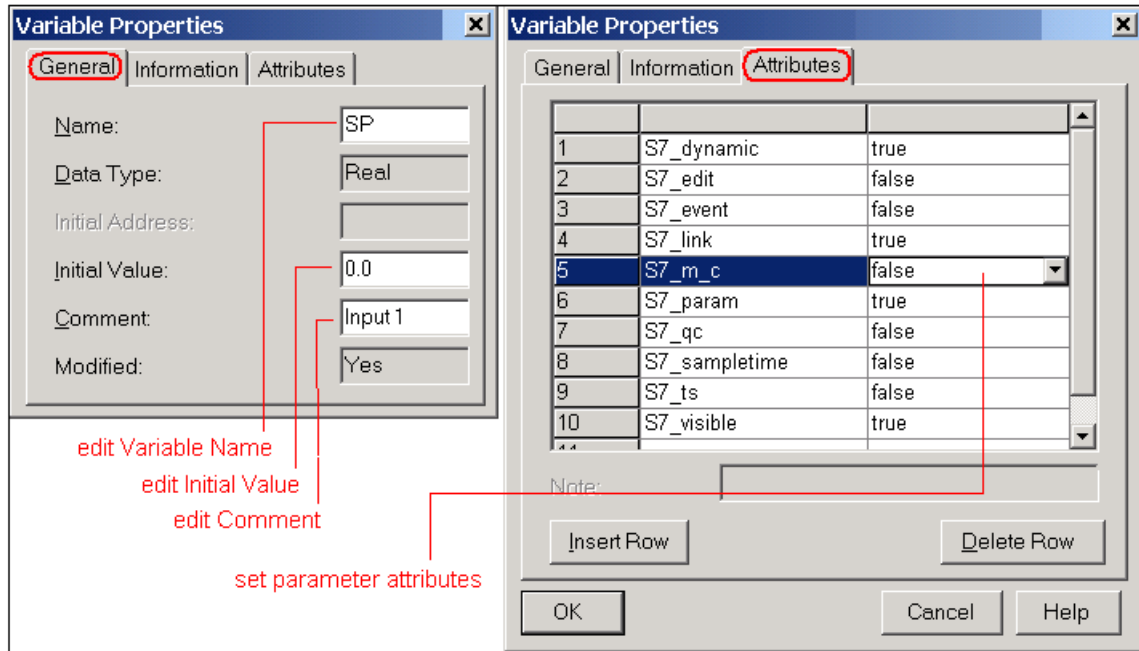 Variable Properties
General Information Attributes
Name: SP
Data Type: Real
Initial Address:
Initial Value: 0.0
Comment: Input 1
Modified: Yes
edit Variable Name
edit Initial Value
edit Comment
set parameter attributes
Variable Properties
General Information Attributes
1 S7_dynamic true
2 S7_edit false
3 S7_event false
4 S7_link true
5 S7_m_c false
6 S7_param true
7 S7_qc false
8 S7_sampletime false
9 S7_ts false
10 S7_visible true
11
Note:
Insert Row Delete Row
OK Cancel Help